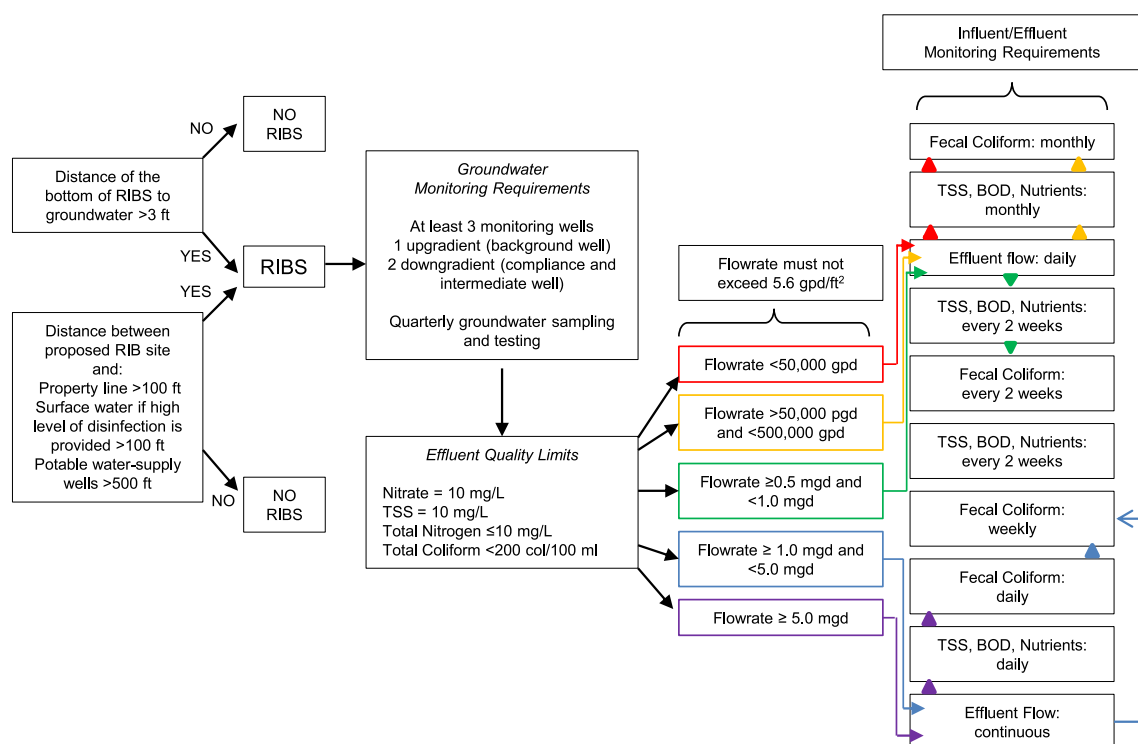 Influent/Effluent
Monitoring Requirements
NO
NO
RIBS
Distance of the
bottom of RIBS to
groundwater >3 ft
YES
RIBS
YES
Distance between
proposed RIB site
and:
Property line >100 ft
Surface water if high
level of disinfection is
provided >100 ft
Potable water-supply
wells >500 ft
NO
NO
RIBS
Groundwater
Monitoring Requirements
At least 3 monitoring wells
1 upgradient (background well)
2 downgradient (compliance and
intermediate well)
Quarterly groundwater sampling
and testing
Effluent Quality Limits
Nitrate = 10 mg/L
TSS = 10 mg/L
Total Nitrogen ≤10 mg/L
Total Coliform <200 col/100 ml
Flowrate must not
exceed 5.6 gpd/ft²
Flowrate <50,000 gpd
Flowrate >50,000 pgd
and <500,000 gpd
Flowrate ≥0.5 mgd and
<1.0 mgd
Flowrate ≥ 1.0 mgd and
<5.0 mgd
Flowrate ≥ 5.0 mgd
Fecal Coliform: monthly
TSS, BOD, Nutrients:
monthly
Effluent flow: daily
TSS, BOD, Nutrients:
every 2 weeks
Fecal Coliform:
every 2 weeks
TSS, BOD, Nutrients:
every 2 weeks
Fecal Coliform:
weekly
Fecal Coliform:
daily
TSS, BOD, Nutrients:
daily
Effluent Flow:
continuous